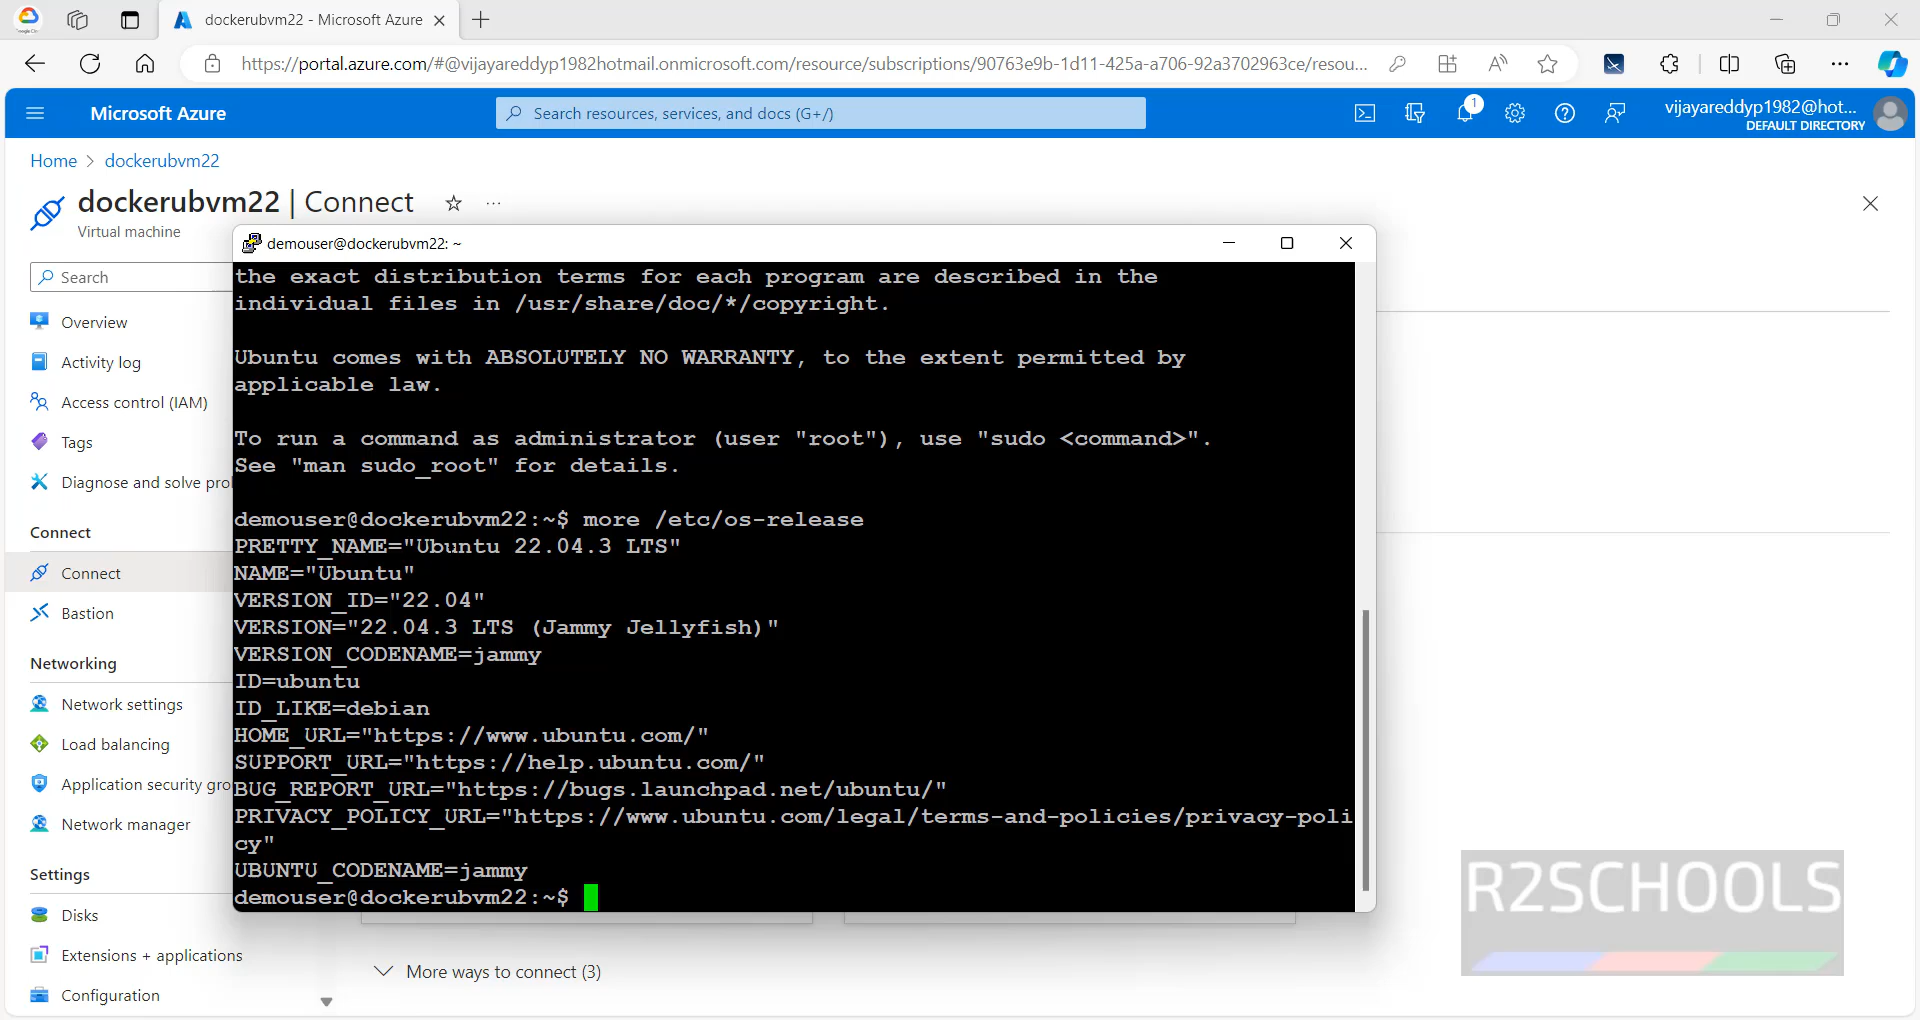 dockerubvm22 - Microsoft Azure
https://portal.azure.com/#@vijayareddyp1982hotmail.onmicrosoft.com/resource/subscriptions/90763e9b-1d11-425a-a706-92a3702963ce/resou...
Microsoft Azure
Search resources, services, and docs (G+/)
1
vijayareddyp1982@hot...
DEFAULT DIRECTORY
Home > dockerubvm22
dockerubvm22 | Connect
Virtual machine
Search
Overview
Activity log
Access control (IAM)
Tags
Diagnose and solve prol
Connect
Connect
Bastion
Networking
Network settings
Load balancing
Application security gro
Network manager
Settings
Disks
Extensions + applications
Configuration
demouser@dockerubvm22: ~
the exact distribution terms for each program are described in the
individual files in /usr/share/doc/*/copyright.
Ubuntu comes with ABSOLUTELY NO WARRANTY, to the extent permitted by
applicable law.
To run a command as administrator (user "root"), use "sudo <command>".
See "man sudo_root" for details.
demouser@dockerubvm22:~$ more /etc/os-release
PRETTY_NAME="Ubuntu 22.04.3 LTS"
NAME="Ubuntu"
VERSION_ID="22.04"
VERSION="22.04.3 LTS (Jammy Jellyfish)"
VERSION_CODENAME=jammy
ID=ubuntu
ID_LIKE=debian
HOME_URL="https://www.ubuntu.com/"
SUPPORT_URL="https://help.ubuntu.com/"
BUG_REPORT_URL="https://bugs.launchpad.net/ubuntu/"
PRIVACY_POLICY_URL="https://www.ubuntu.com/legal/terms-and-policies/privacy-poli
cy"
UBUNTU_CODENAME=jammy
demouser@dockerubvm22:~$
More ways to connect (3)
R2SCHOOLS